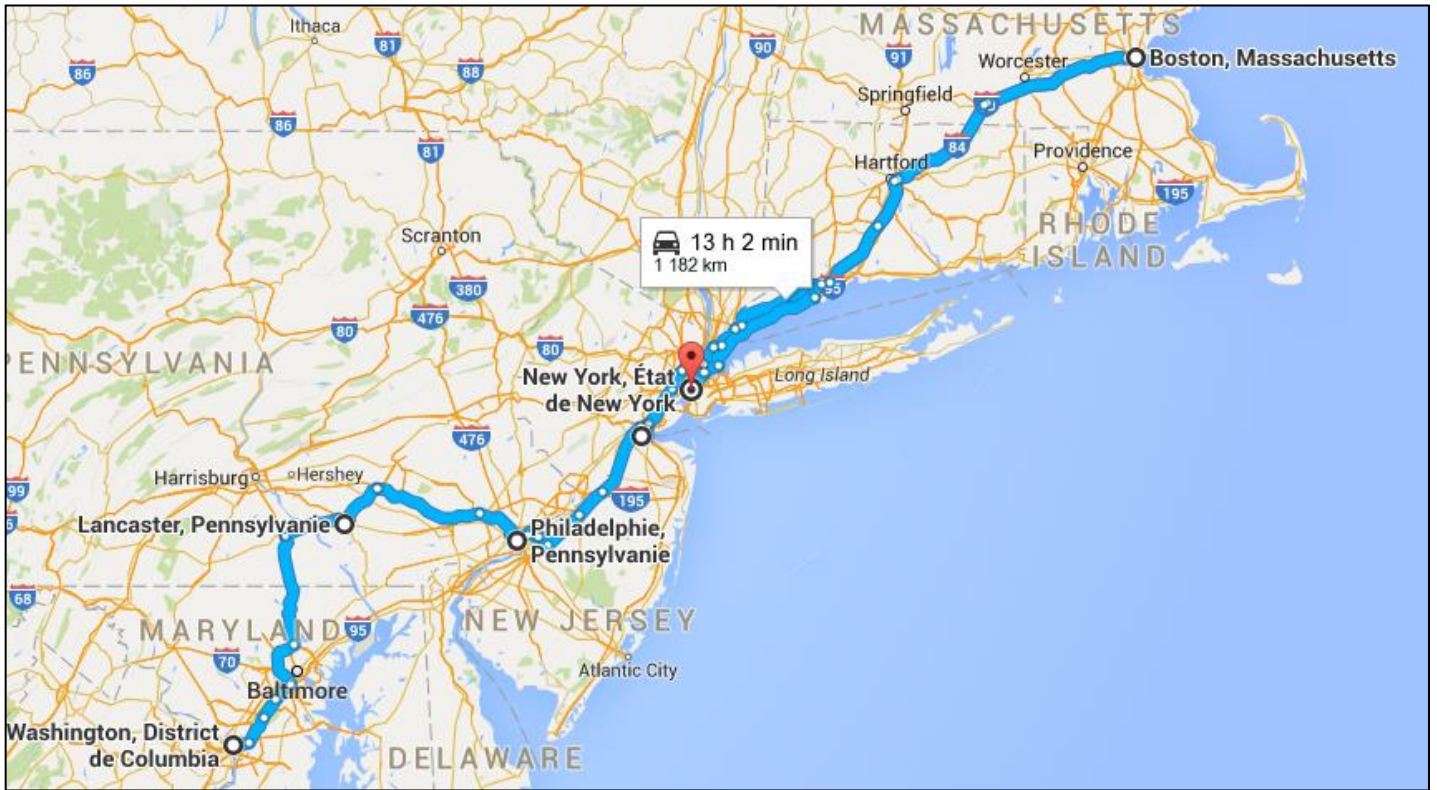 Ithaca
MASSACHUSETTS
81
90
91
Worcester
Boston, Massachusetts
86
88
Springfield
86
81
84
Hartford
Providence
195
RHODE
ISLAND
Scranton
13 h 2 min
1 182 km
380
95
476
80
80
PENNSYLVANIA
New York, État
de New York
Long Island
476
Harrisburg
Hershey
99
195
Lancaster, Pennsylvanie
Philadelphie,
Pennsylvanie
68
NEW JERSEY
MARYLAND
95
70
Atlantic City
Baltimore
Washington, District
de Columbia
DELAWARE